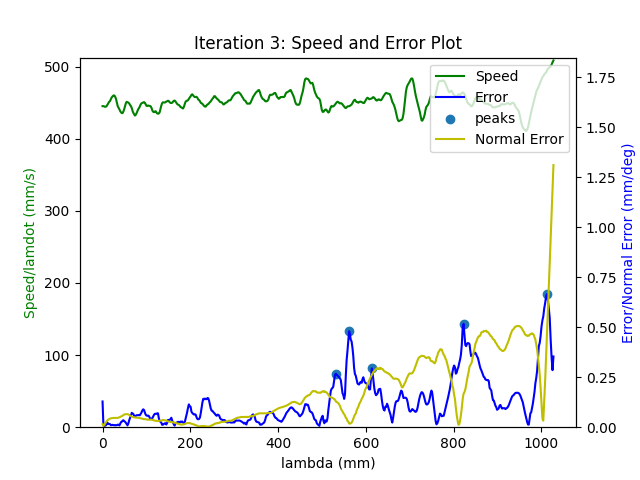 Iteration 3: Speed and Error Plot
Speed/lamdot (mm/s)
500
400
300
200
100
0
Speed
Error
peaks
Normal Error
1.75
1.50
1.25
1.00
0.75
0.50
0.25
0.00
Error/Normal Error (mm/deg)
0
200
400
600
800
1000
lambda (mm)